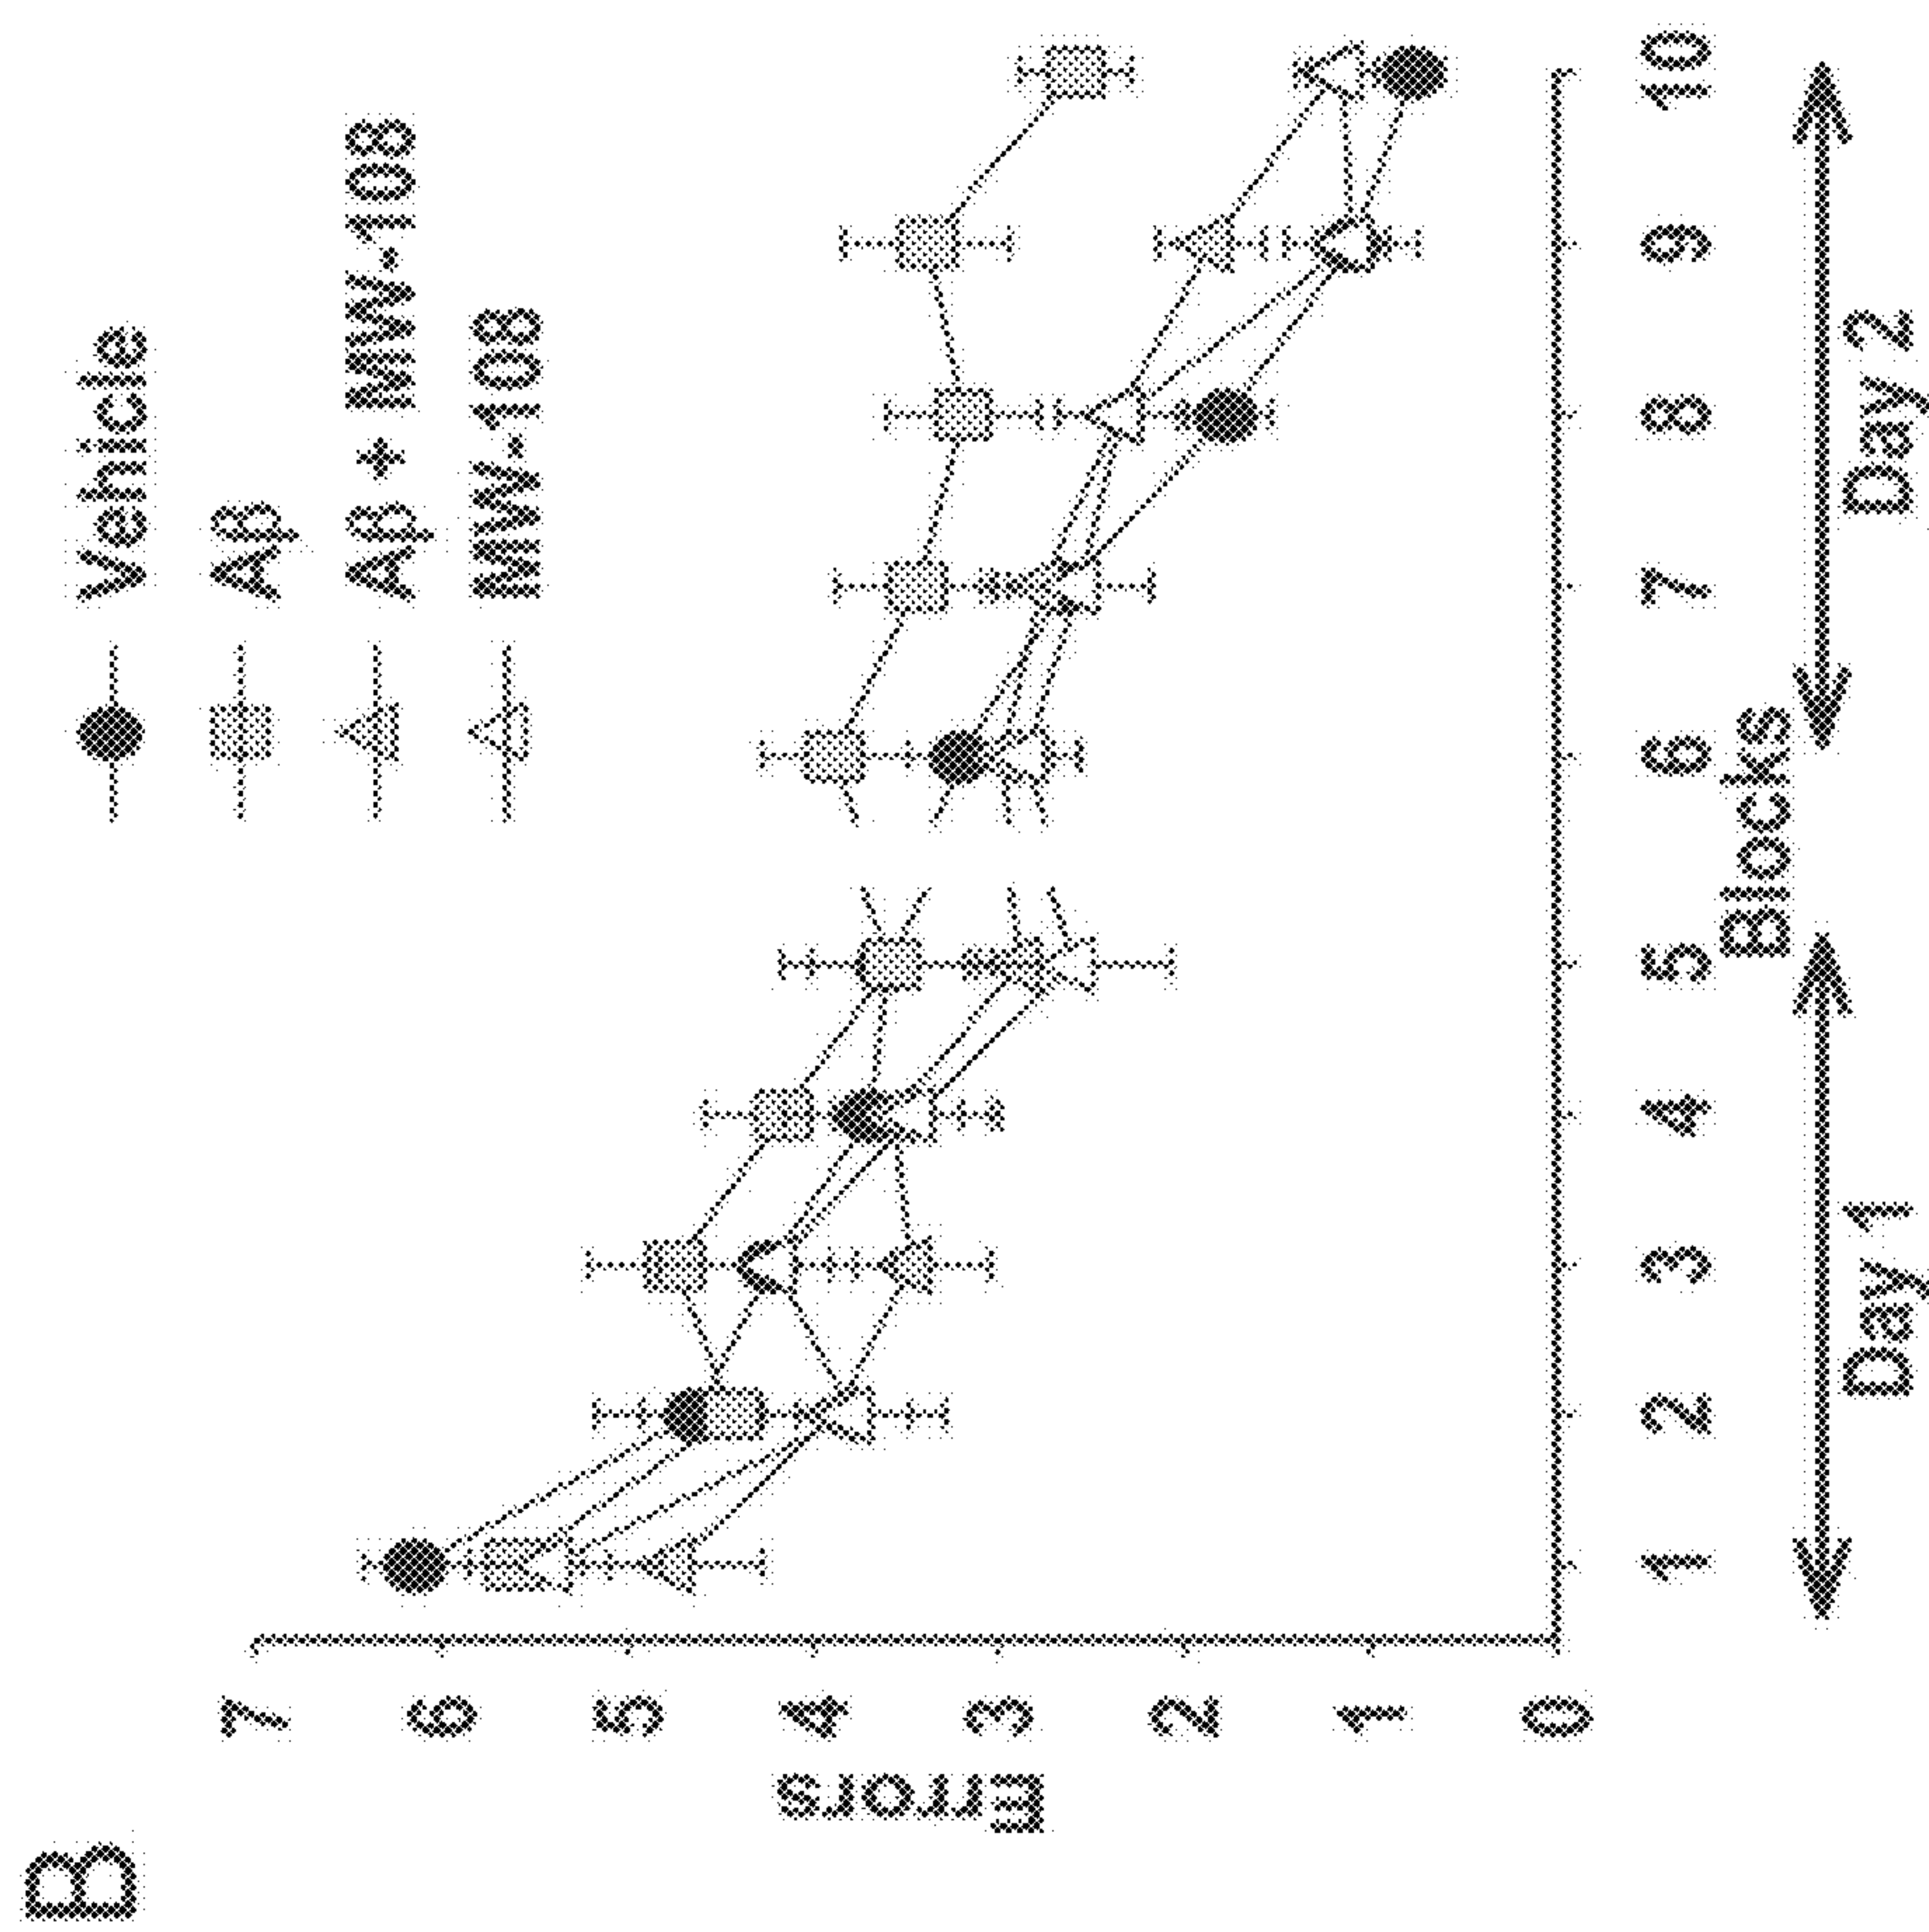 B
Vehicle
Aβ
Aβ + MW-108
MW-108
Errors
7
6
5
4
3
2
1
0
1 2 3 4 5 6 7 8 9 10
Blocks
Day 1 Day 2